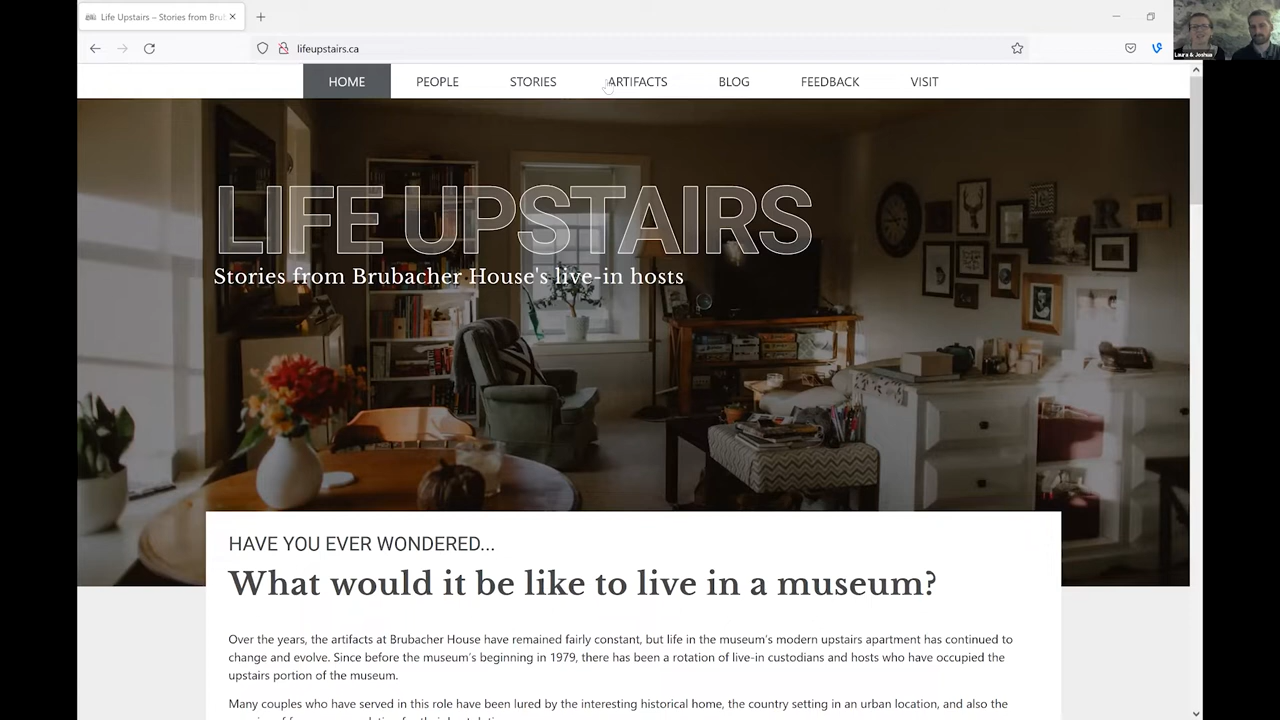 Life Upstairs – Stories from Bru
lifeupstairs.ca
Laura & Joshua
HOME PEOPLE STORIES ARTIFACTS BLOG FEEDBACK VISIT
LIFE UPSTAIRS
Stories from Brubacher House's live-in hosts
HAVE YOU EVER WONDERED...
What would it be like to live in a museum?
Over the years, the artifacts at Brubacher House have remained fairly constant, but life in the museum's modern upstairs apartment has continued to
change and evolve. Since before the museum's beginning in 1979, there has been a rotation of live-in custodians and hosts who have occupied the
upstairs portion of the museum.
Many couples who have served in this role have been lured by the interesting historical home, the country setting in an urban location, and also the